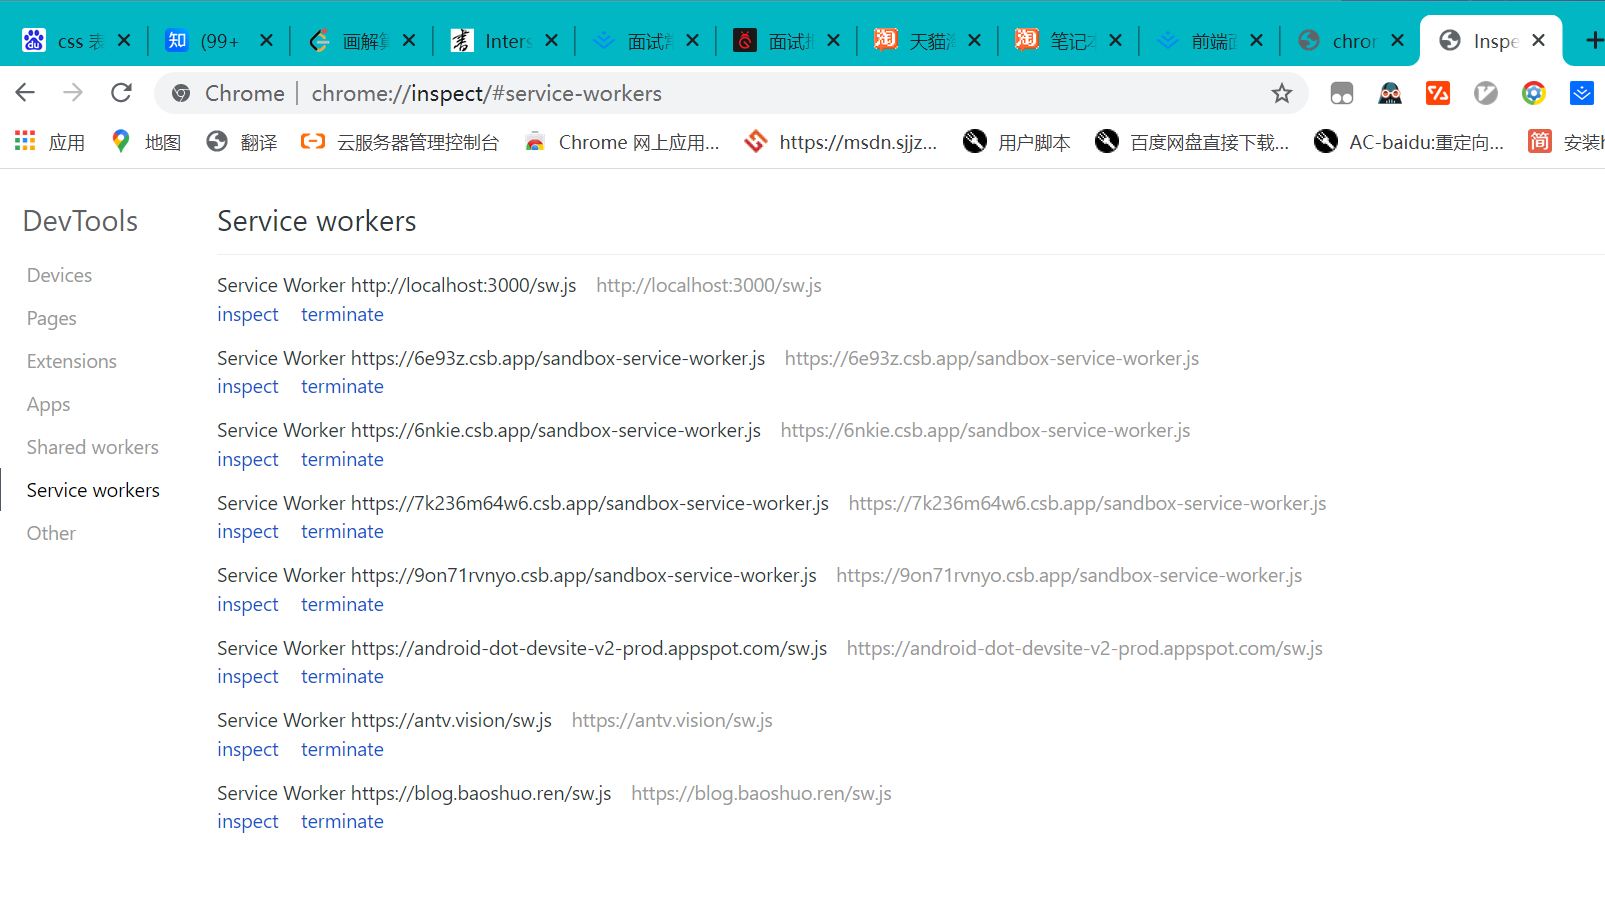 css 表
(99+
画解算
Inters
面试常
面试
天猫
笔记本
前端面
chron
Inspe
Chrome | chrome://inspect/#service-workers
应用 地图 翻译 云服务器管理控制台 Chrome 网上应用... https://msdn.sjjz... 用户脚本 百度网盘直接下载... AC-baidu:重定向... 安装h
DevTools
Devices
Pages
Extensions
Apps
Shared workers
Service workers
Other
Service workers
Service Worker http://localhost:3000/sw.js http://localhost:3000/sw.js
inspect terminate
Service Worker https://6e93z.csb.app/sandbox-service-worker.js https://6e93z.csb.app/sandbox-service-worker.js
inspect terminate
Service Worker https://6nkie.csb.app/sandbox-service-worker.js https://6nkie.csb.app/sandbox-service-worker.js
inspect terminate
Service Worker https://7k236m64w6.csb.app/sandbox-service-worker.js https://7k236m64w6.csb.app/sandbox-service-worker.js
inspect terminate
Service Worker https://9on71rvnyo.csb.app/sandbox-service-worker.js https://9on71rvnyo.csb.app/sandbox-service-worker.js
inspect terminate
Service Worker https://android-dot-devsite-v2-prod.appspot.com/sw.js https://android-dot-devsite-v2-prod.appspot.com/sw.js
inspect terminate
Service Worker https://antv.vision/sw.js https://antv.vision/sw.js
inspect terminate
Service Worker https://blog.baoshuo.ren/sw.js https://blog.baoshuo.ren/sw.js
inspect terminate